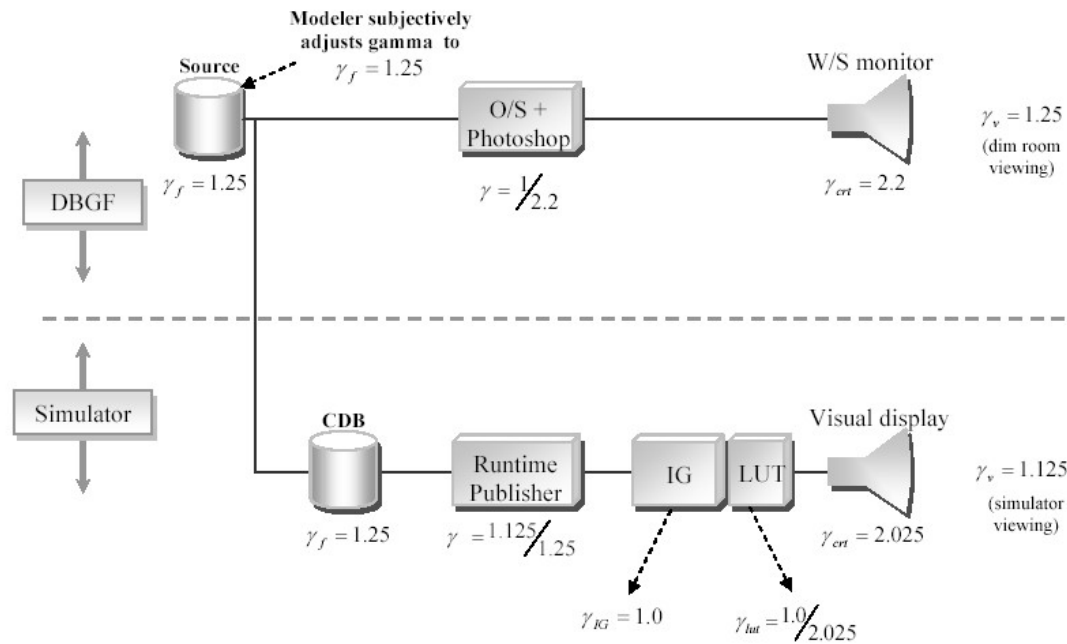 Modeler subjectively
adjusts gamma to
γf = 1.25
Source
γf = 1.25
O/S +
Photoshop
γ = 1/2.2
W/S monitor
γcrt = 2.2
γv = 1.25
(dim room
viewing)
DBGF
Simulator
CDB
γf = 1.25
Runtime
Publisher
γ = 1.125/1.25
IG
LUT
γIG = 1.0
γlut = 1.0/2.025
Visual display
γcrt = 2.025
γv = 1.125
(simulator
viewing)